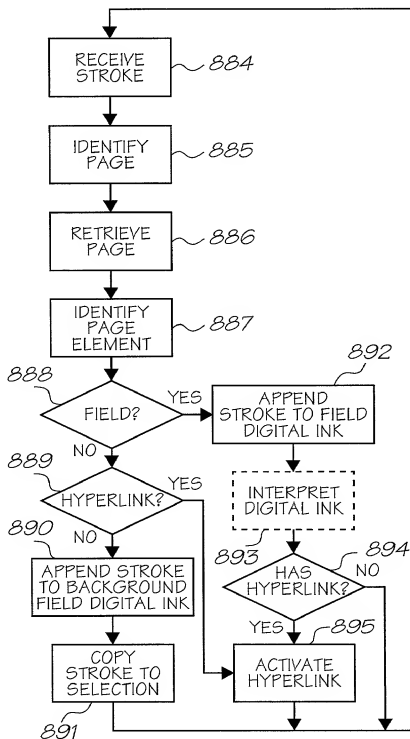 RECEIVE
STROKE
884
IDENTIFY
PAGE
885
RETRIEVE
PAGE
886
IDENTIFY
PAGE
ELEMENT
887
888
FIELD?
YES
NO
892
APPEND
STROKE TO FIELD
DIGITAL INK
889
HYPERLINK?
YES
NO
INTERPRET
DIGITAL INK
893
890
APPEND STROKE
TO BACKGROUND
FIELD DIGITAL INK
894
HAS
HYPERLINK?
NO
YES
COPY
STROKE TO
SELECTION
891
895
ACTIVATE
HYPERLINK